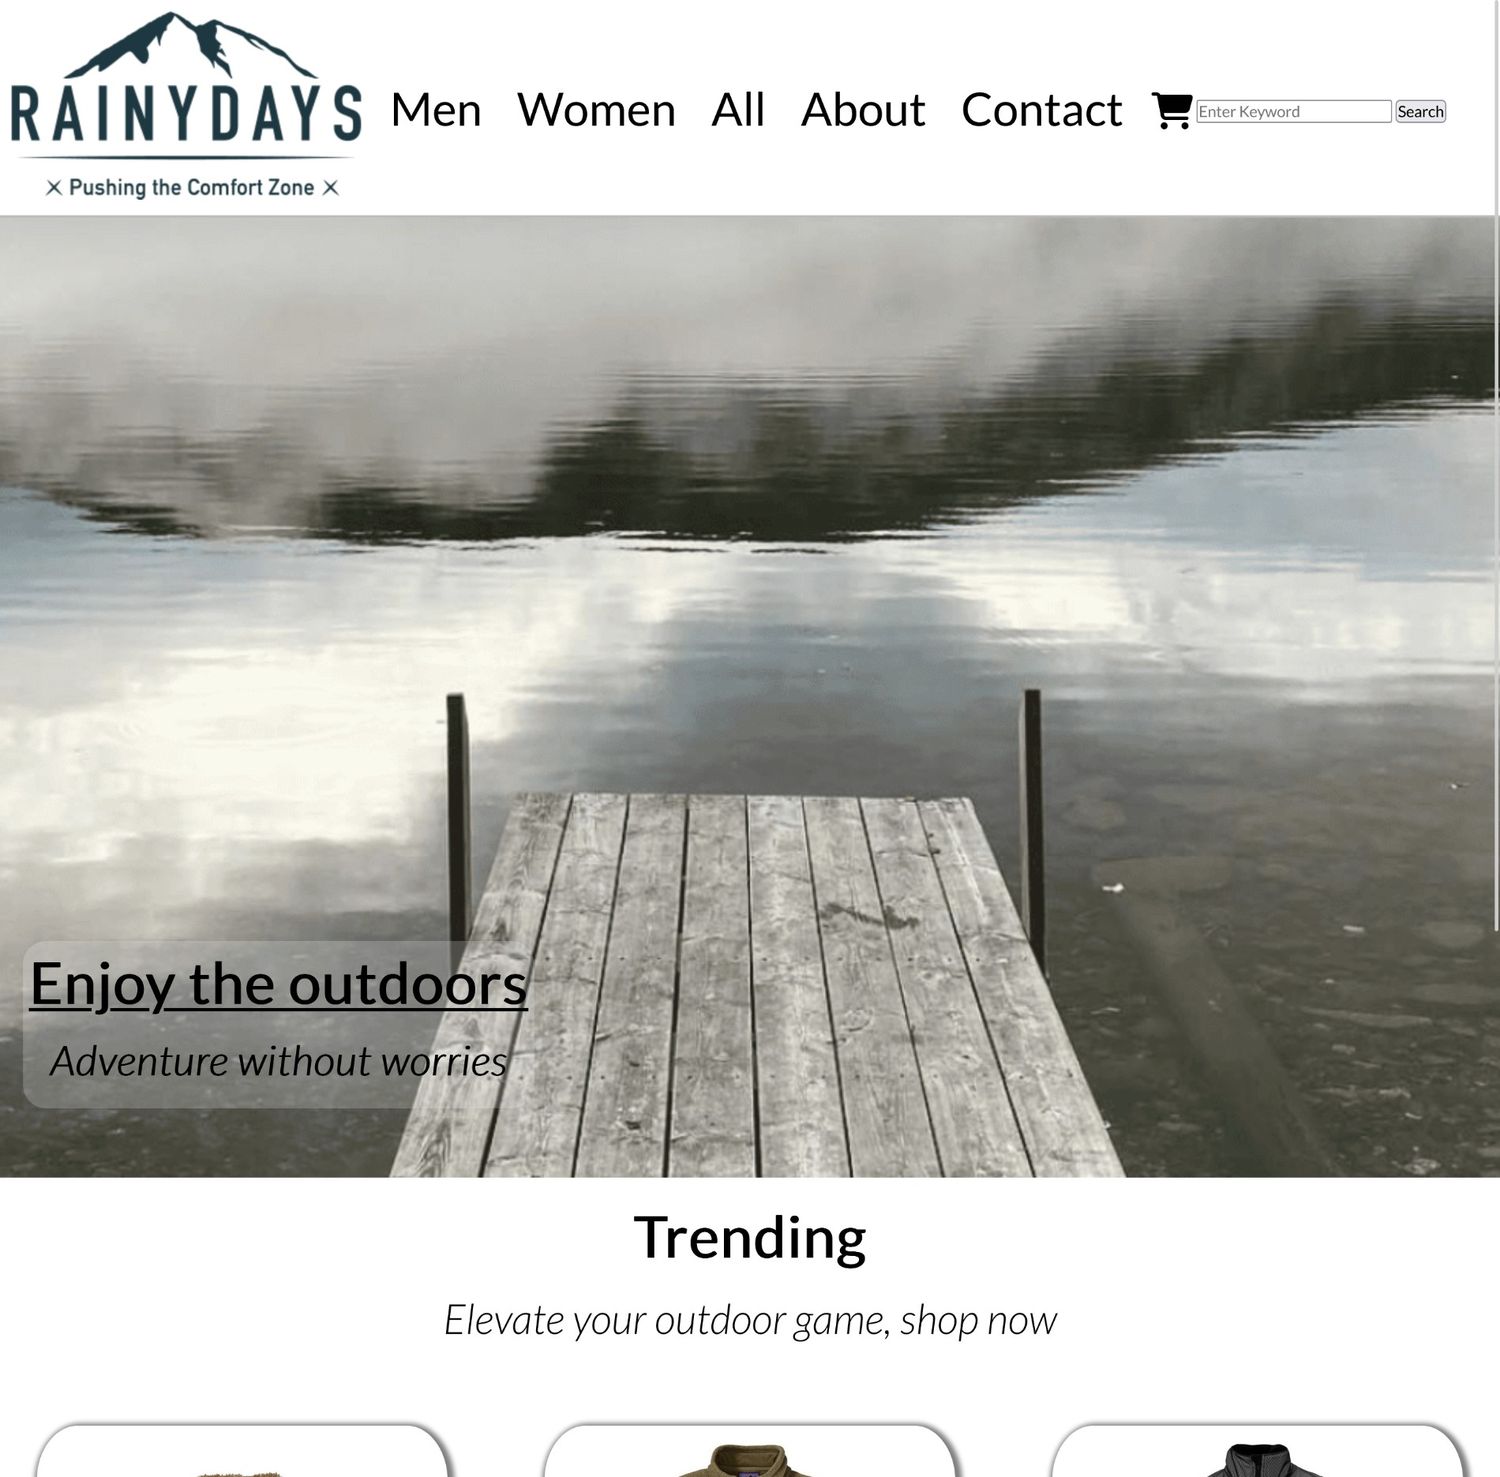 RAINYDAYS
Pushing the Comfort Zone
Men Women All About Contact Enter Keyword Search
Enjoy the outdoors
Adventure without worries
Trending
Elevate your outdoor game, shop now